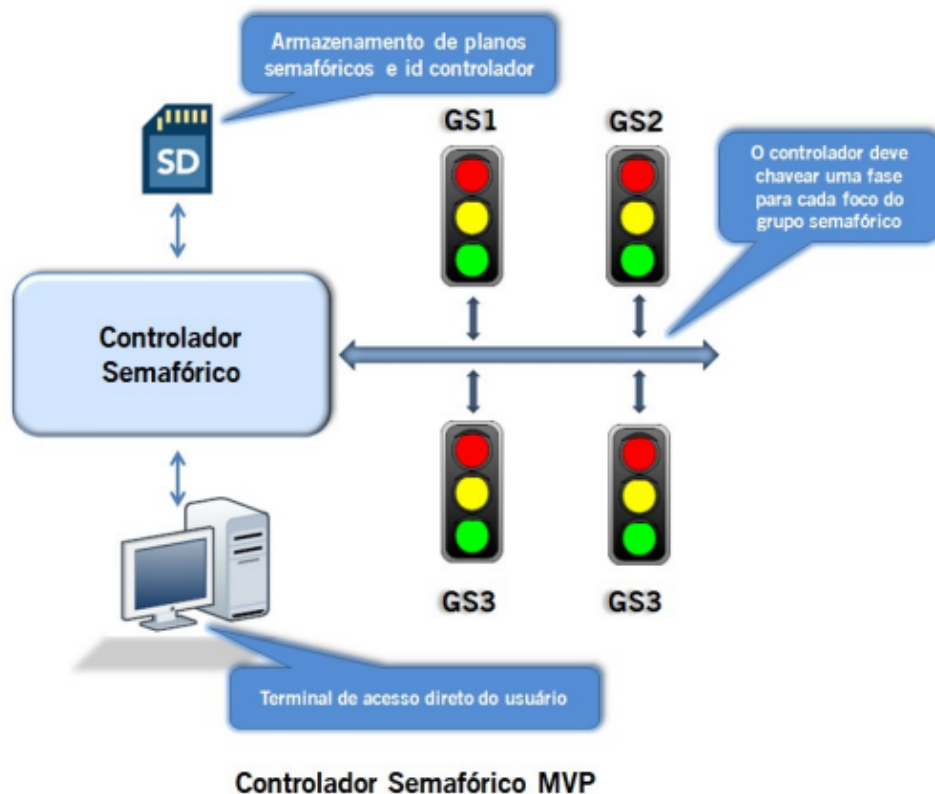 Armazenamento de planos
semafóricos e id controlador
GS1
GS2
SD
O controlador deve
chavear uma fase
para cada foco do
grupo semafórico
Controlador
Semafórico
GS3
GS3
Terminal de acesso direto do usuário
Controlador Semafórico MVP